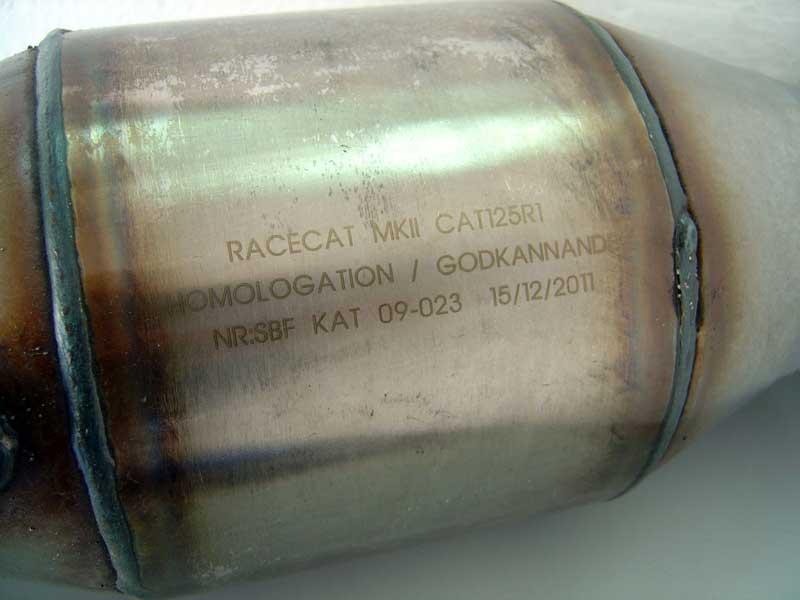 RACECAT MKII CAT125R1
HOMOLOGATION / GODKANNANDE
NR:SBF KAT 09-023 15/12/2011